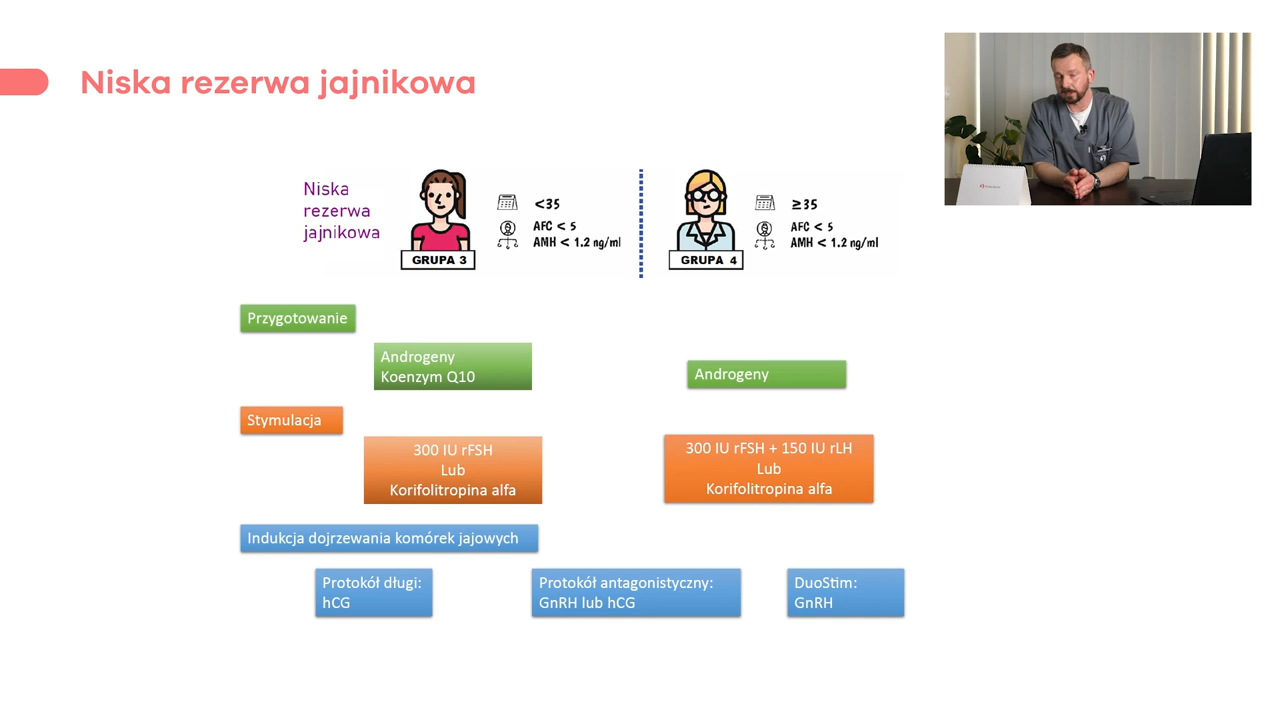 Niska rezerwa jajnikowa
Niska
rezerwa
jajnikowa
<35
AFC < 5
AMH < 1.2 ng/ml
GRUPA 3
≥35
AFC < 5
AMH < 1.2 ng/ml
GRUPA 4
Przygotowanie
Androgeny
Koenzym Q10
Androgeny
Stymulacja
300 IU rFSH
Lub
Korifolitropina alfa
300 IU rFSH + 150 IU rLH
Lub
Korifolitropina alfa
Indukcja dojrzewania komórek jajowych
Protokół długi:
hCG
Protokół antagonistyczny:
GnRH lub hCG
DuoStim:
GnRH